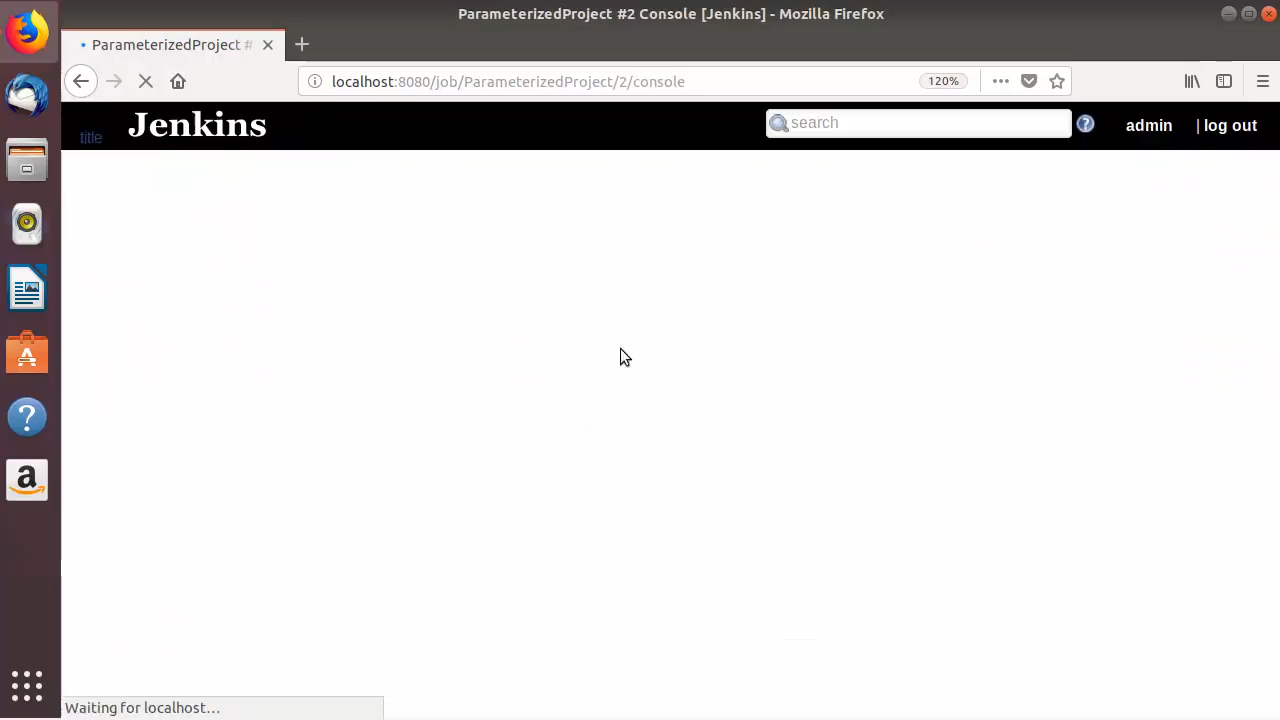 ParameterizedProject #2 Console [Jenkins] - Mozilla Firefox
ParameterizedProject #
localhost:8080/job/ParameterizedProject/2/console
120%
title
Jenkins
search
admin
| log out
Waiting for localhost…